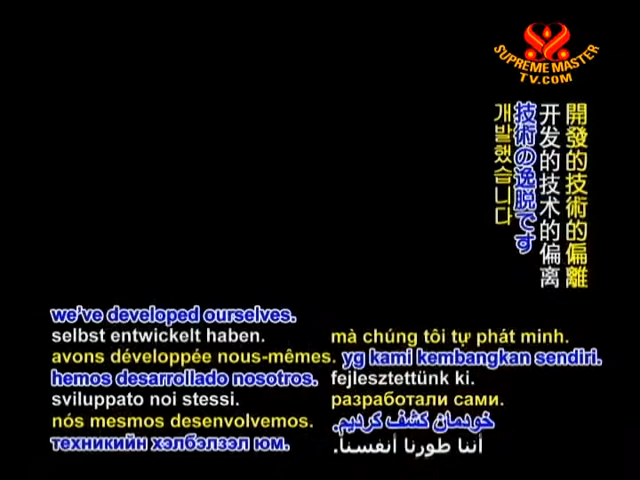 SUPREME MASTER
TV.COM
開發的技術的偏離
开发的技术的偏离
技術の逸脱です
개발했습니다
we've developed ourselves.
selbst entwickelt haben.
avons développée nous-mêmes.
hemos desarrollado nosotros.
sviluppato noi stessi.
nós mesmos desenvolvemos.
техникийн хэлбэлзэл юм.
mà chúng tôi tự phát minh.
yg kami kembangkan sendiri.
fejlesztettünk ki.
разработали сами.
خودمان کشف کردیم.
أننا طورنا أنفسنا.